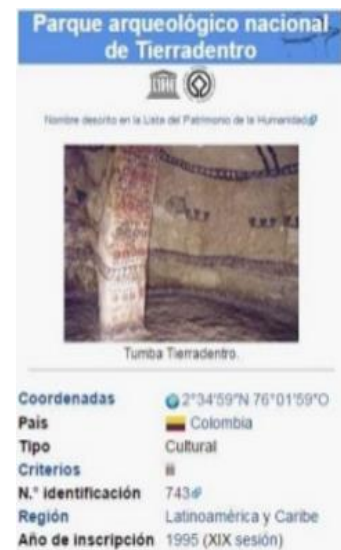 Parque arqueológico nacional
de Tierradentro
Nombre descrito en la Lista del Patrimonio de la Humanidad
Tumba Tierradentro.
Coordenadas 2°34′59″N 76°01′59″O
País Colombia
Tipo Cultural
Criterios iii
N.° identificación 743
Región Latinoamérica y Caribe
Año de inscripción 1995 (XIX sesión)